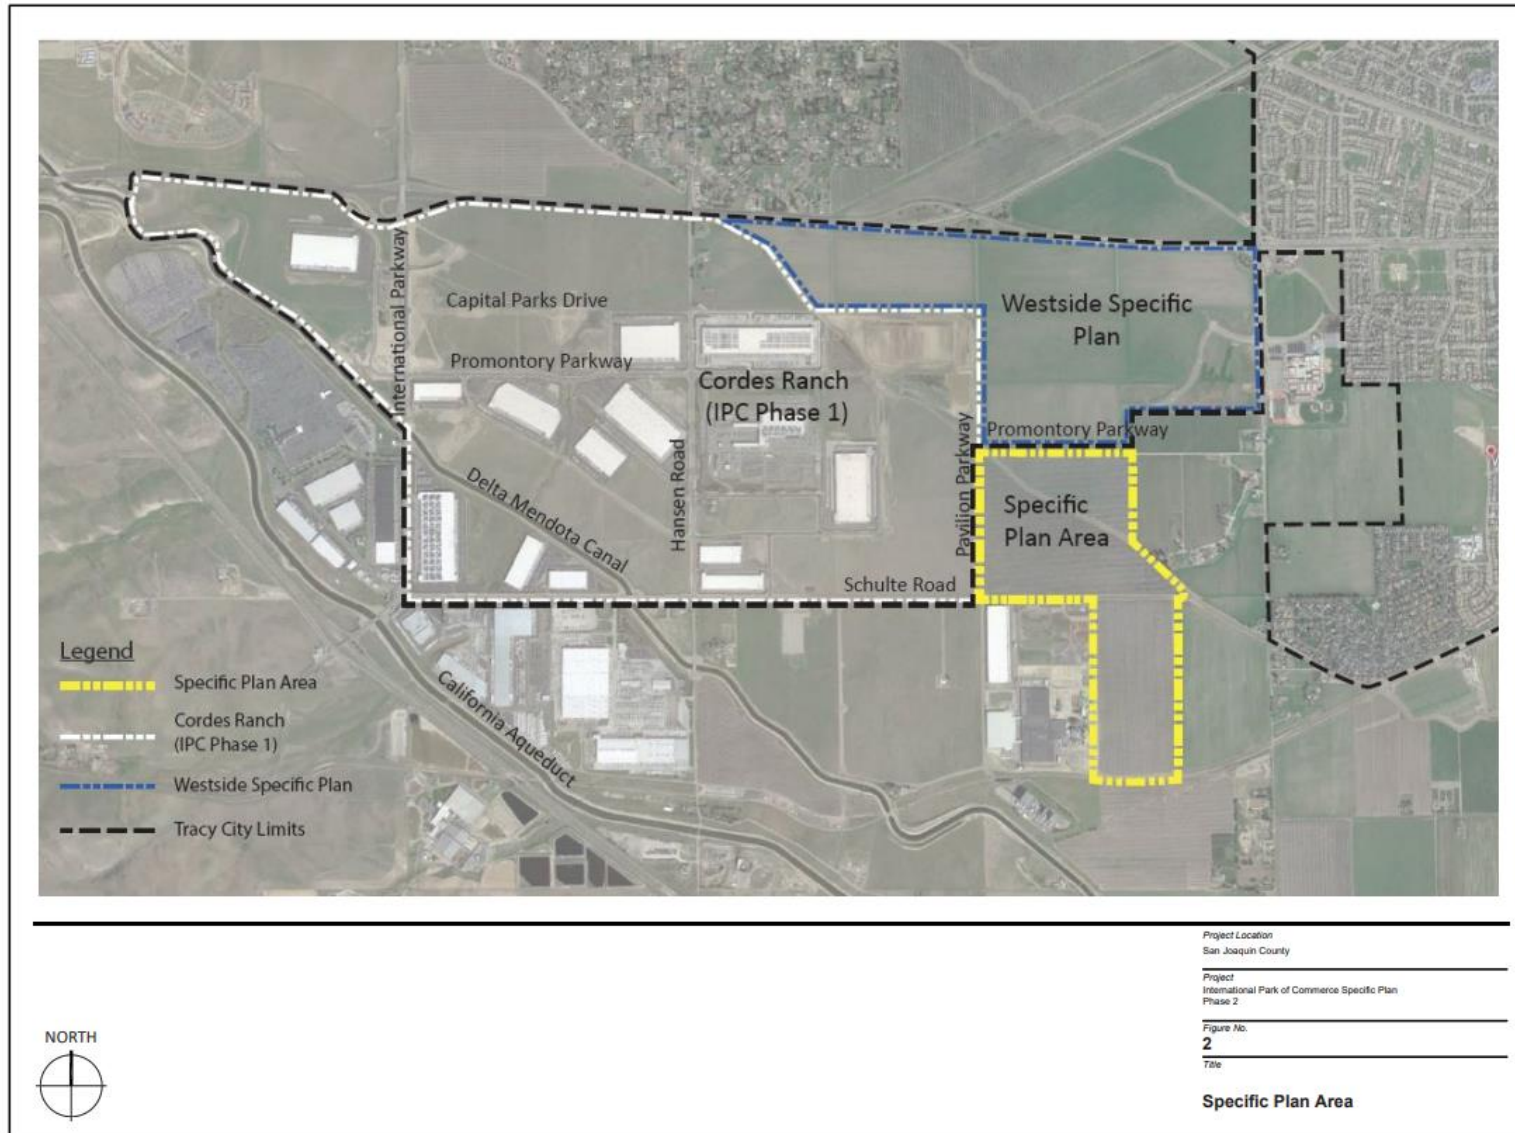 International Parkway
Capital Parks Drive
Promontory Parkway
Cordes Ranch
(IPC Phase 1)
Westside Specific
Plan
Promontory Parkway
Pavilion Parkway
Hansen Road
Delta Mendota Canal
Specific
Plan Area
Schulte Road
California Aqueduct
Legend
Specific Plan Area
Cordes Ranch
(IPC Phase 1)
Westside Specific Plan
Tracy City Limits
Project Location
San Joaquin County
Project
International Park of Commerce Specific Plan
Phase 2
Figure No.
2
Title
Specific Plan Area
NORTH